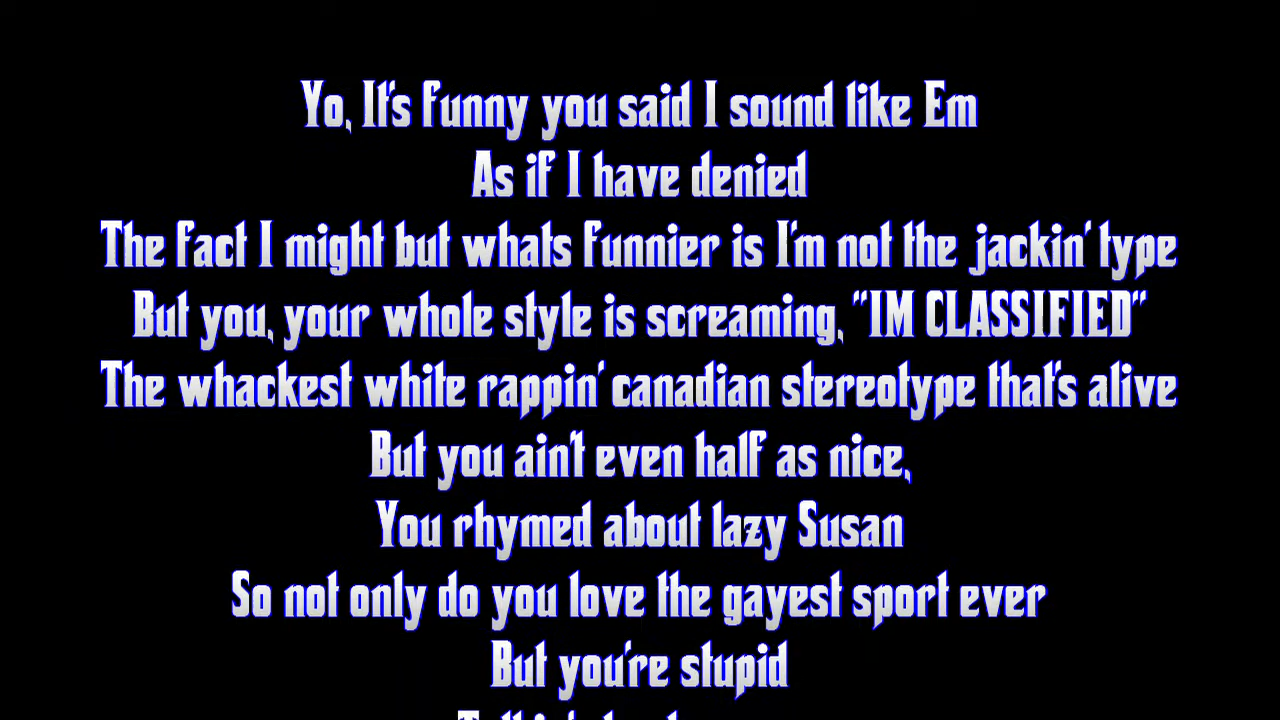 Yo, It's funny you said I sound like Em
As if I have denied
The fact I might but whats funnier is I'm not the jackin' type
But you, your whole style is screaming, "IM CLASSIFIED"
The whackest white rappin' canadian stereotype that's alive
But you ain't even half as nice,
You rhymed about lazy Susan
So not only do you love the gayest sport ever
But you're stupid